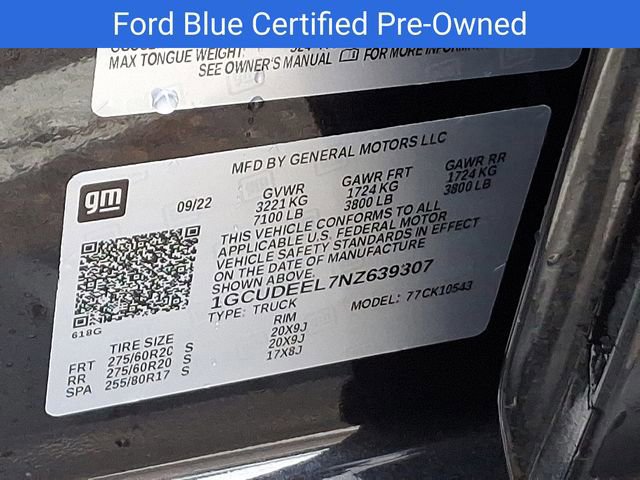 Ford Blue Certified Pre-Owned
MAX TONGUE WEIGHT:
SEE OWNER'S MANUAL FOR MORE INFORMATION
MFD BY GENERAL MOTORS LLC
gm
09/22
GVWR GAWR FRT GAWR RR
3221 KG 1724 KG 1724 KG
7100 LB 3800 LB 3800 LB
THIS VEHICLE CONFORMS TO ALL
APPLICABLE U.S. FEDERAL MOTOR
VEHICLE SAFETY STANDARDS IN EFFECT
ON THE DATE OF MANUFACTURE
SHOWN ABOVE.
1GCUDEEL7NZ639307
TYPE: TRUCK MODEL: 77CK10543
618G
TIRE SIZE RIM
FRT 275/60R20 S 20X9J
RR 275/60R20 S 20X9J
SPA 255/80R17 S 17X8J